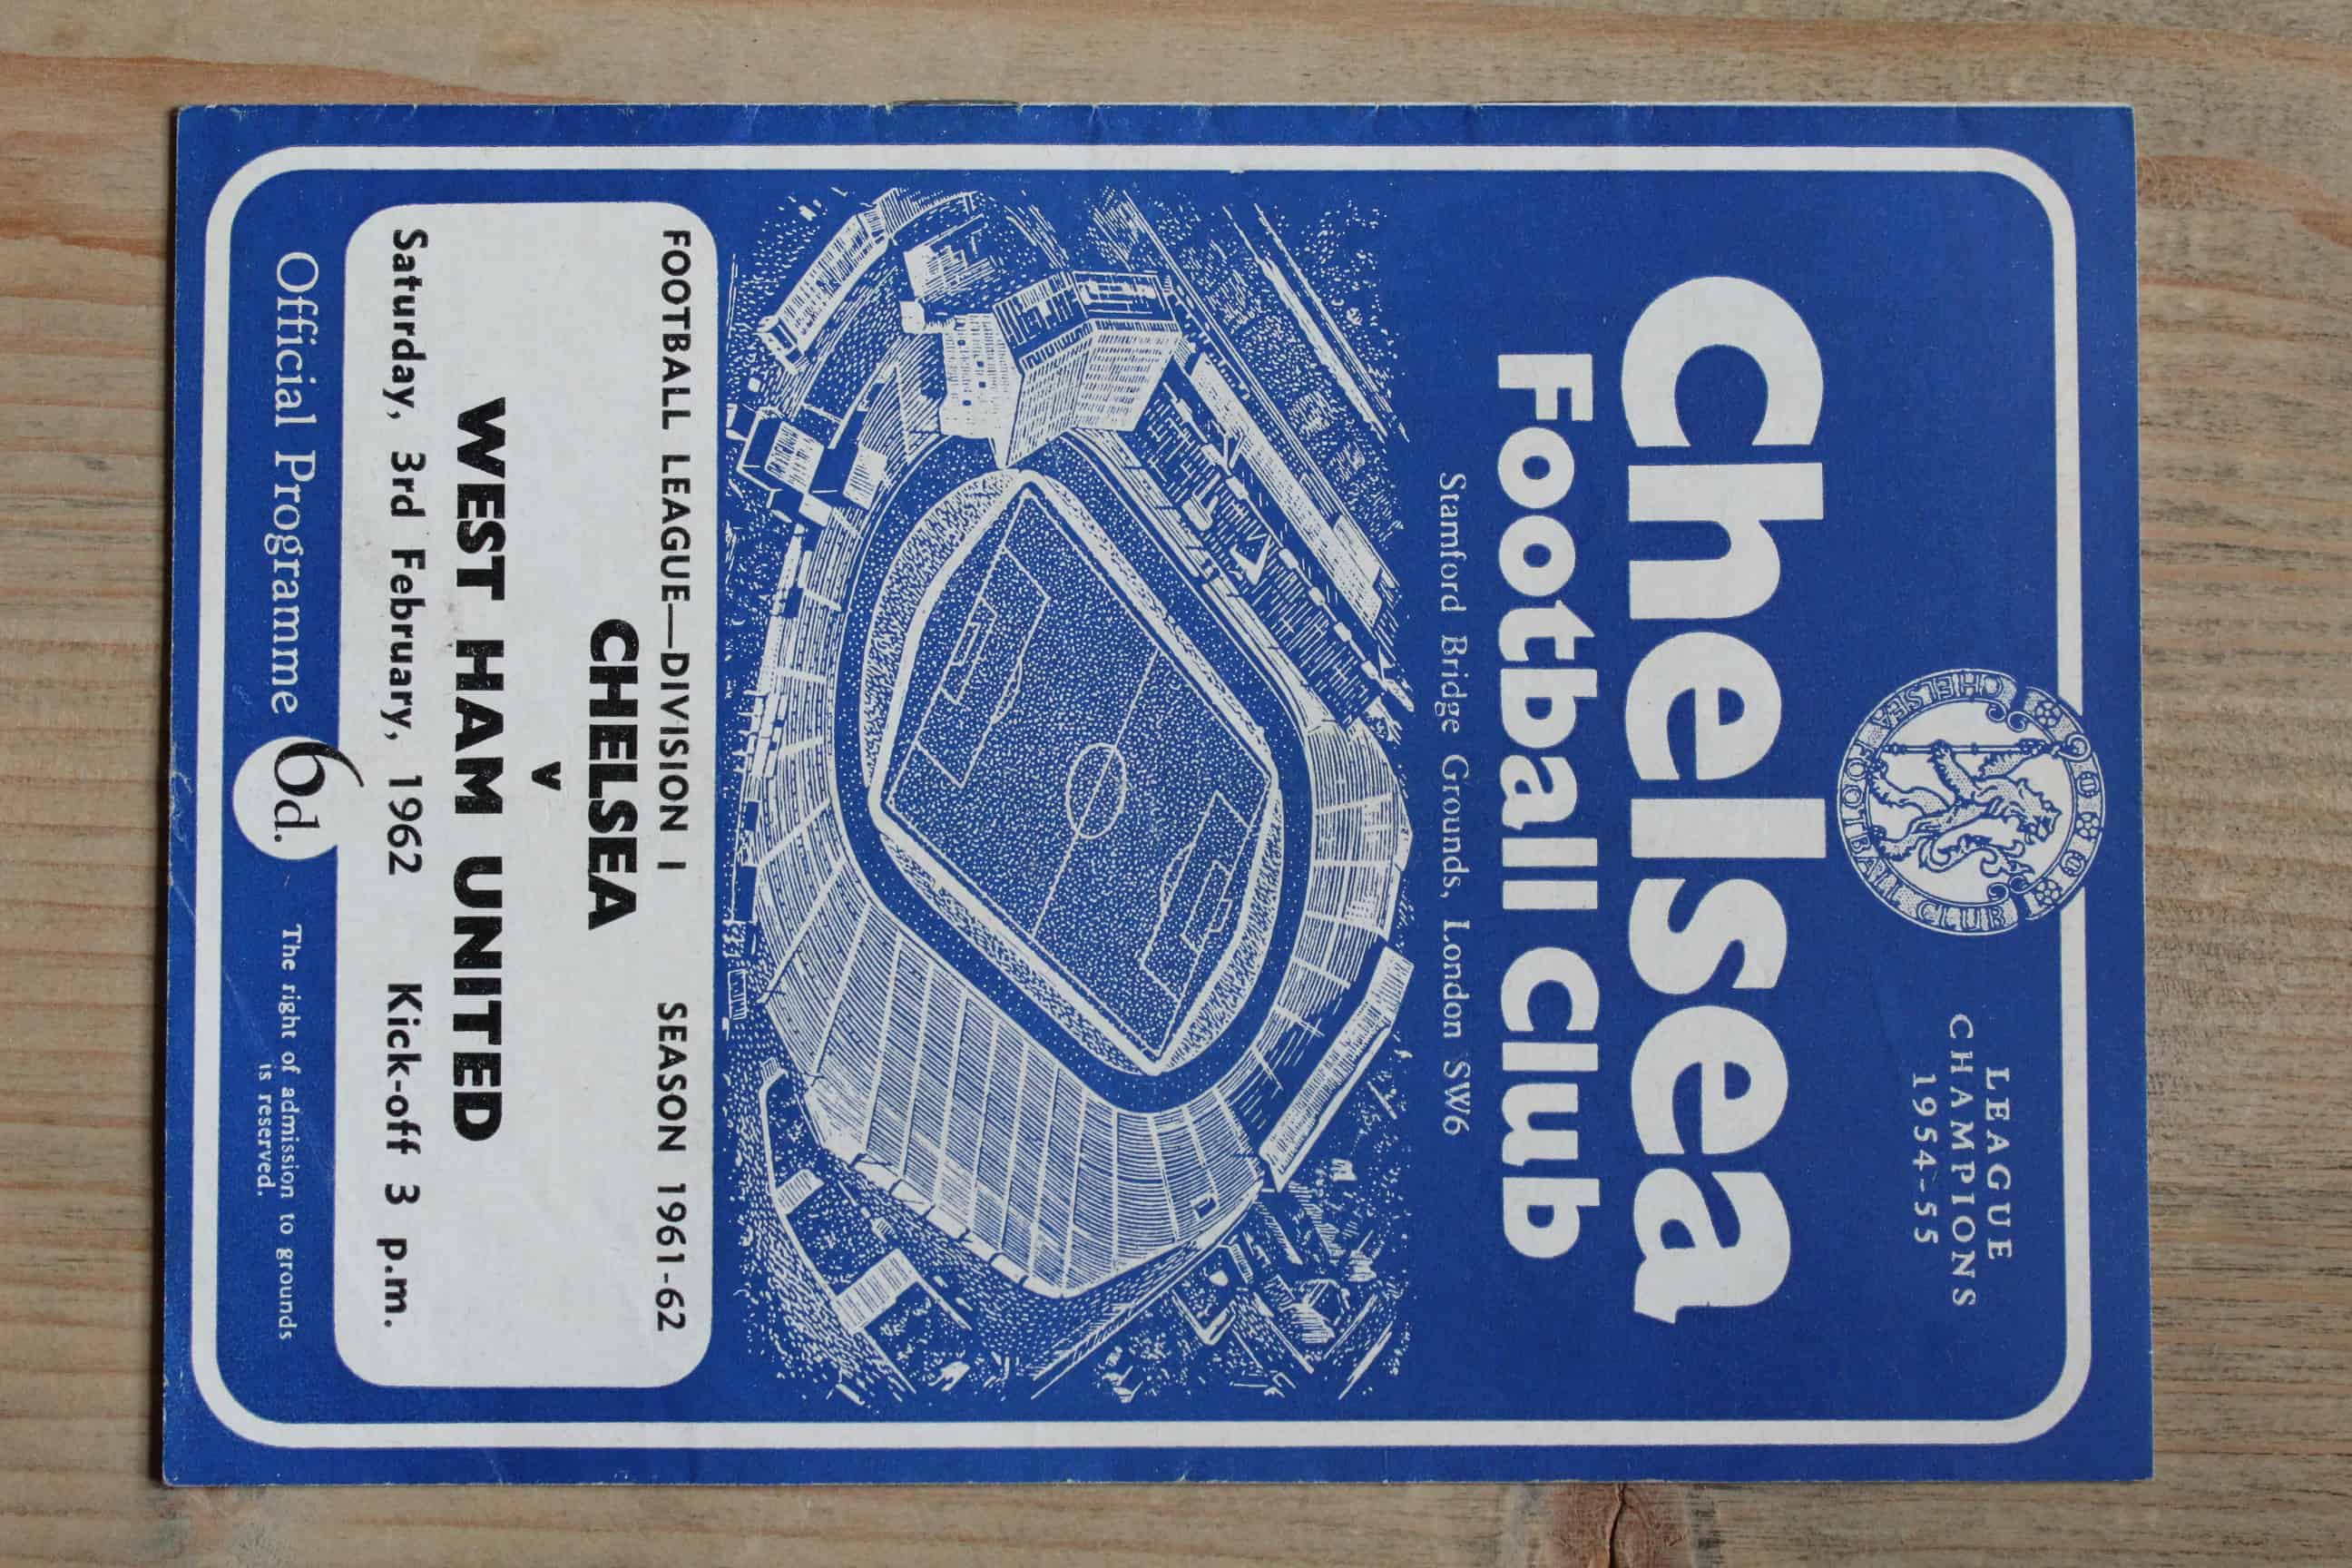 LEAGUE
CHAMPIONS
1954-55
CHELSEA FOOTBALL CLUB
Chelsea
Football Club
Stamford Bridge Grounds, London SW6
FOOTBALL LEAGUE—DIVISION I SEASON 1961-62
CHELSEA
v
WEST HAM UNITED
Saturday, 3rd February, 1962 Kick-off 3 p.m.
Official Programme 6d. The right of admission to grounds
is reserved.